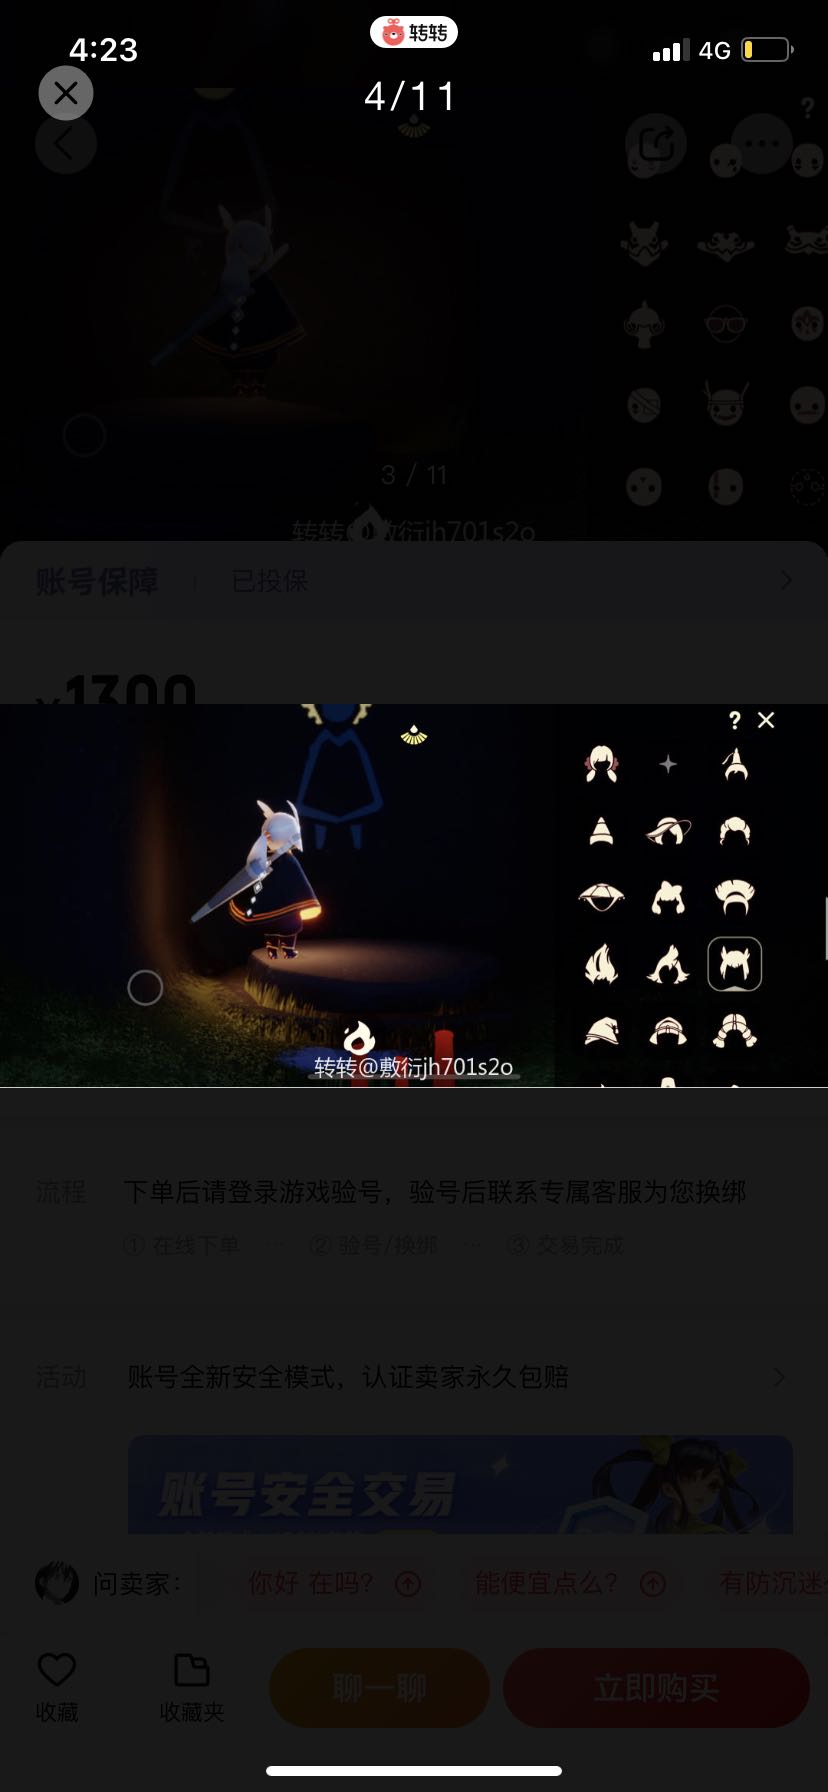 4:23
转转
4G
4/11
?
3 / 11
转转@敷衍jh701s2o
账号保障
已投保
¥1300
? ×
转转@敷衍jh701s2o
流程
下单后请登录游戏验号，验号后联系专属客服为您换绑
① 在线下单 ··· ② 验号/换绑 ··· ③ 交易完成
活动
账号全新安全模式，认证卖家永久包赔
账号安全交易
问卖家：
你好 在吗？
能便宜点么？
有防沉迷
收藏
收藏夹
聊一聊
立即购买